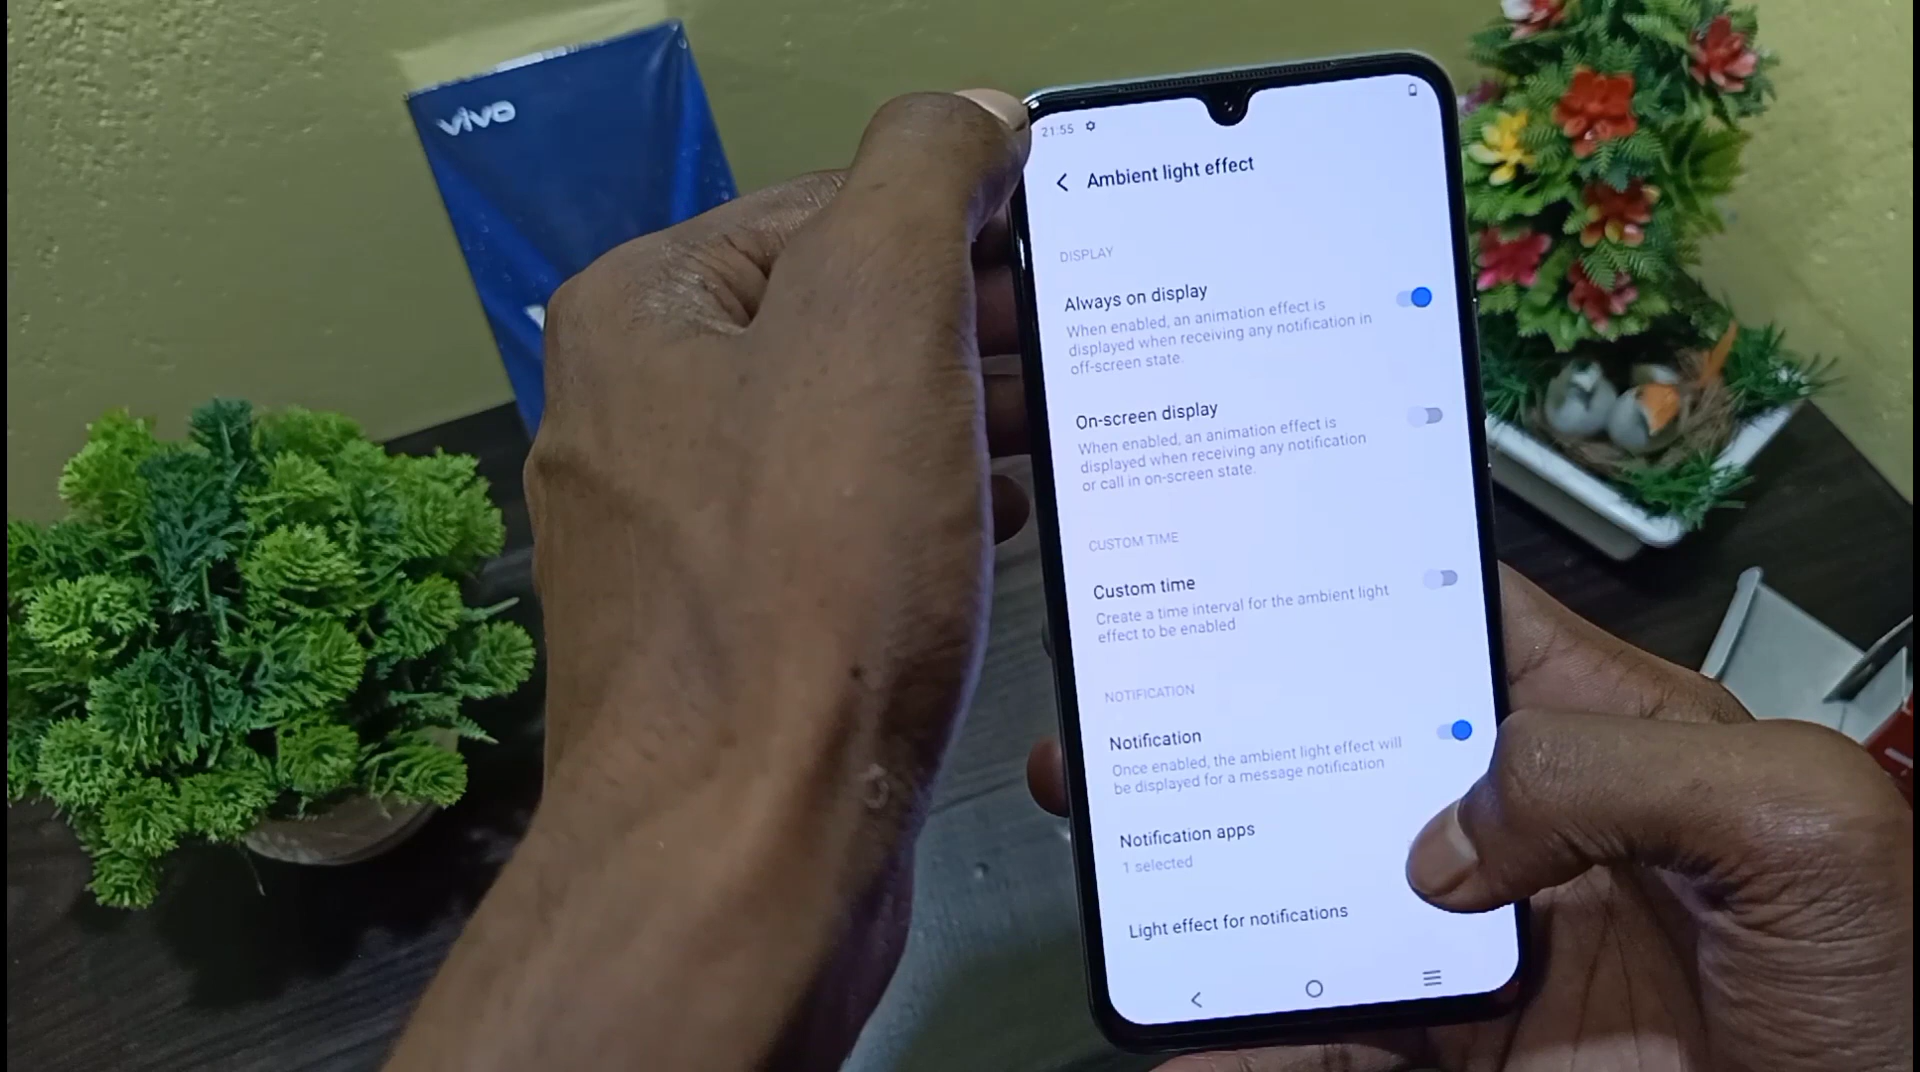 vivo
21:55
Ambient light effect
DISPLAY
Always on display
When enabled, an animation effect is
displayed when receiving any notification in
off-screen state.
On-screen display
When enabled, an animation effect is
displayed when receiving any notification
or call in on-screen state.
CUSTOM TIME
Custom time
Create a time interval for the ambient light
effect to be enabled
NOTIFICATION
Notification
Once enabled, the ambient light effect will
be displayed for a message notification
Notification apps
1 selected
Light effect for notifications